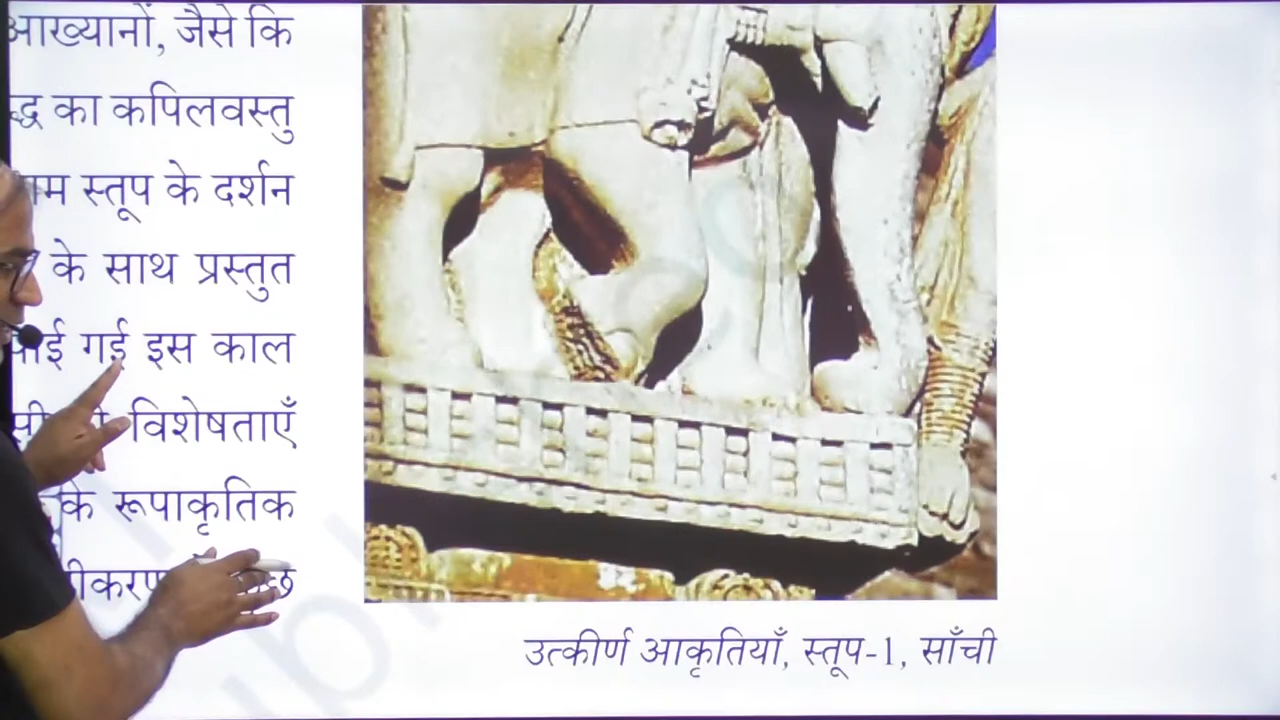 आख्यानों, जैसे कि
का कपिलवस्तु
स्तूप के दर्शन
के साथ प्रस्तुत
गई इस काल
विशेषताएँ
के रूपाकृतिक
उत्कीर्ण आकृतियाँ, स्तूप-1, साँची